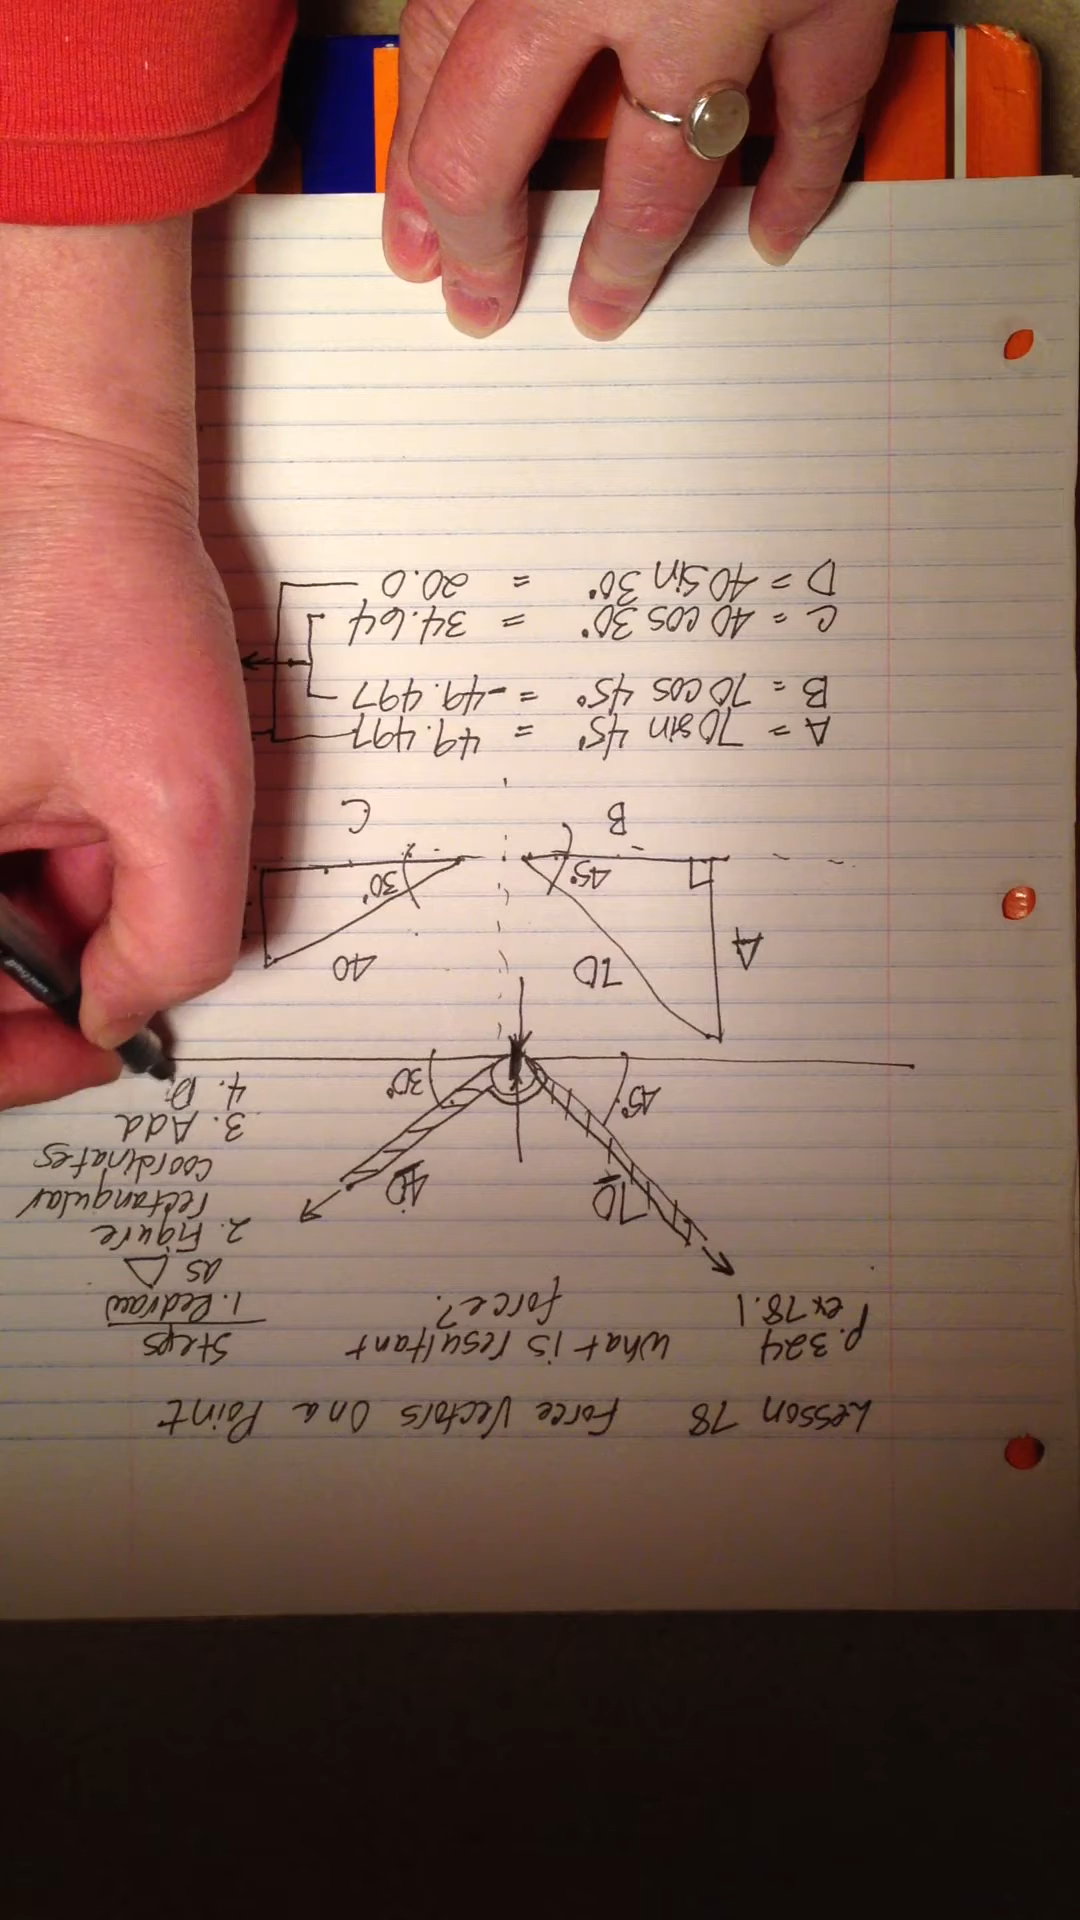 Lesson 78 Force Vectors On a Point
p. 324 What is resultant
ex 78.1 force?
Steps
1. Redraw
as △
2. Figure
rectangular
coordinates
3. Add
4.
70
40
45°
30°
A
70
40
45°
30°
B
C
A = 70 sin 45° = 49.497
B = 70 cos 45° = -49.497
C = 40 cos 30° = 34.64
D = 40 sin 30° = 20.0